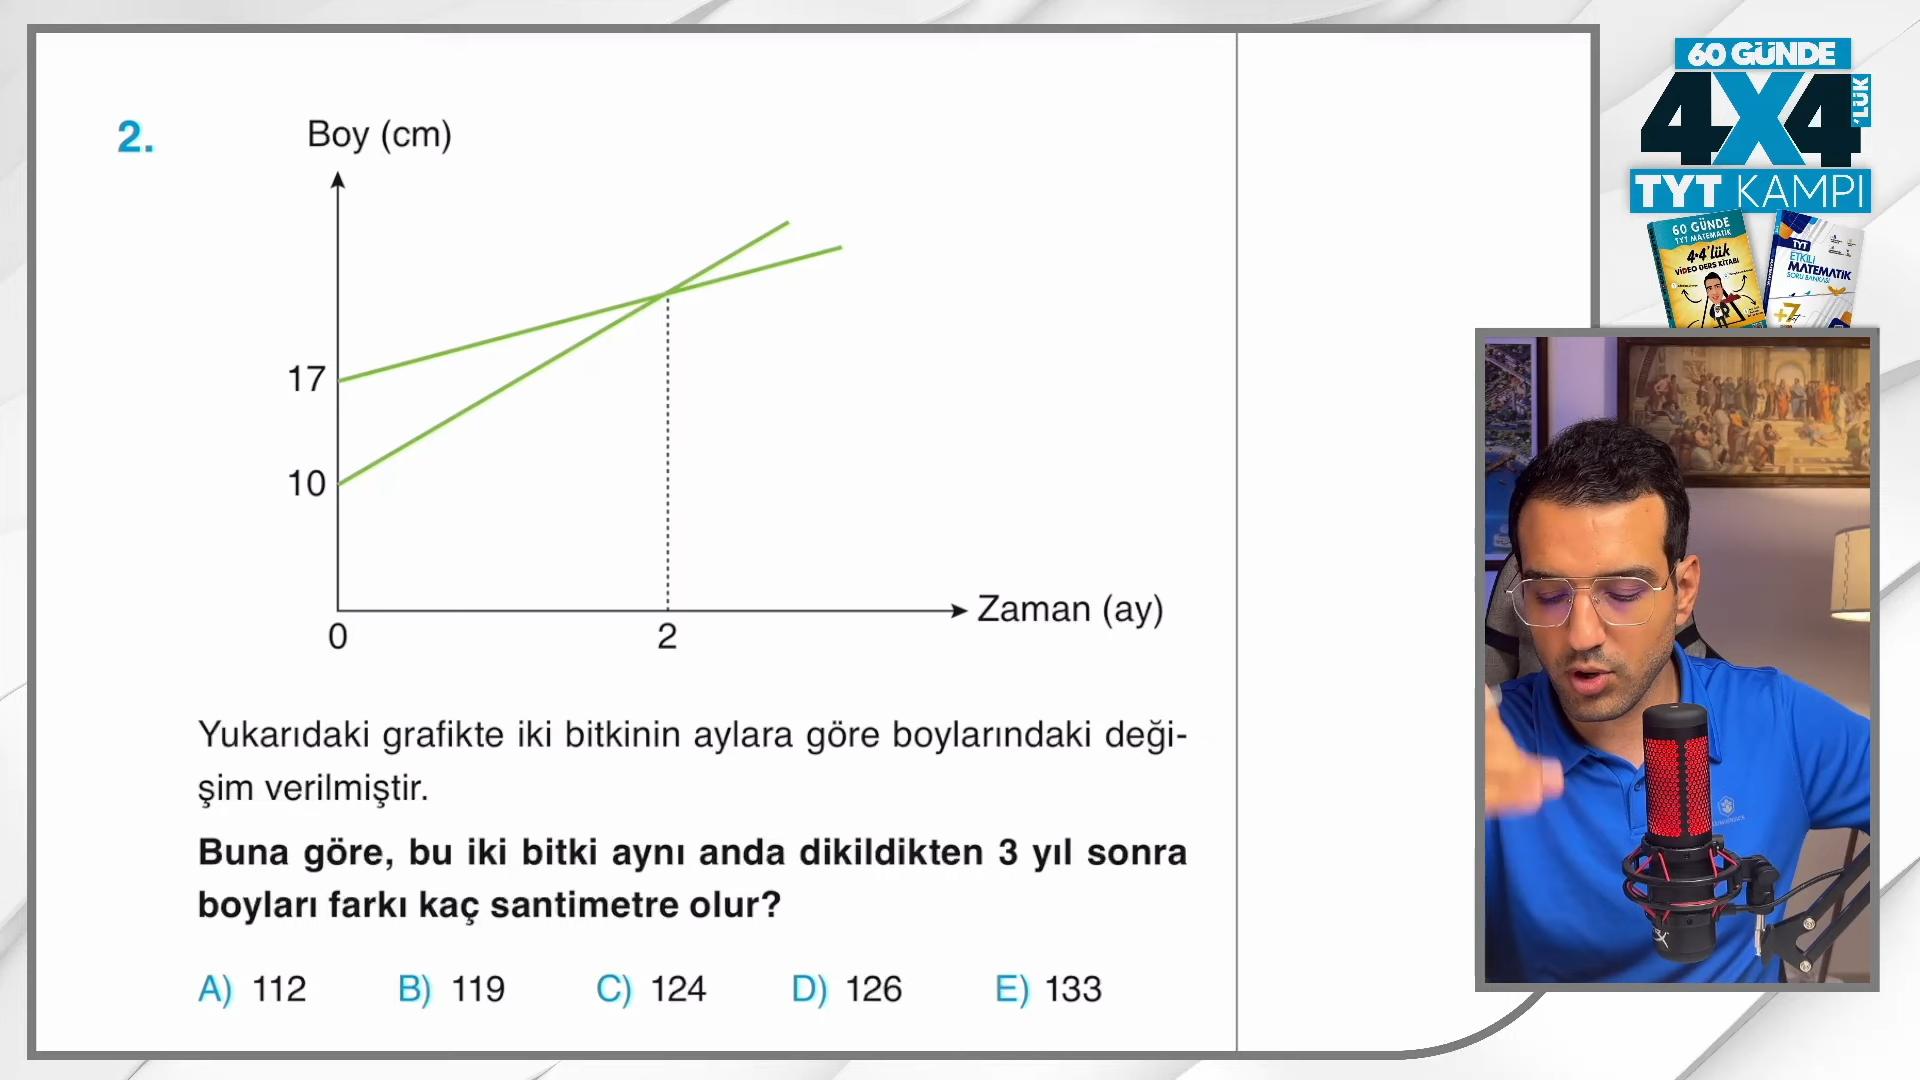 60 GÜNDE
4X4
'LÜK
TYT KAMPI
60 GÜNDE
TYT MATEMATİK
4x4'lük
VİDEO DERS KİTABI
TYT
ETKİLİ
MATEMATİK
SORU BANKASI
+7
2.
Boy (cm)
17
10
0
2
Zaman (ay)
Yukarıdaki grafikte iki bitkinin aylara göre boylarındaki deği-
şim verilmiştir.
Buna göre, bu iki bitki aynı anda dikildikten 3 yıl sonra
boyları farkı kaç santimetre olur?
A) 112 B) 119 C) 124 D) 126 E) 133